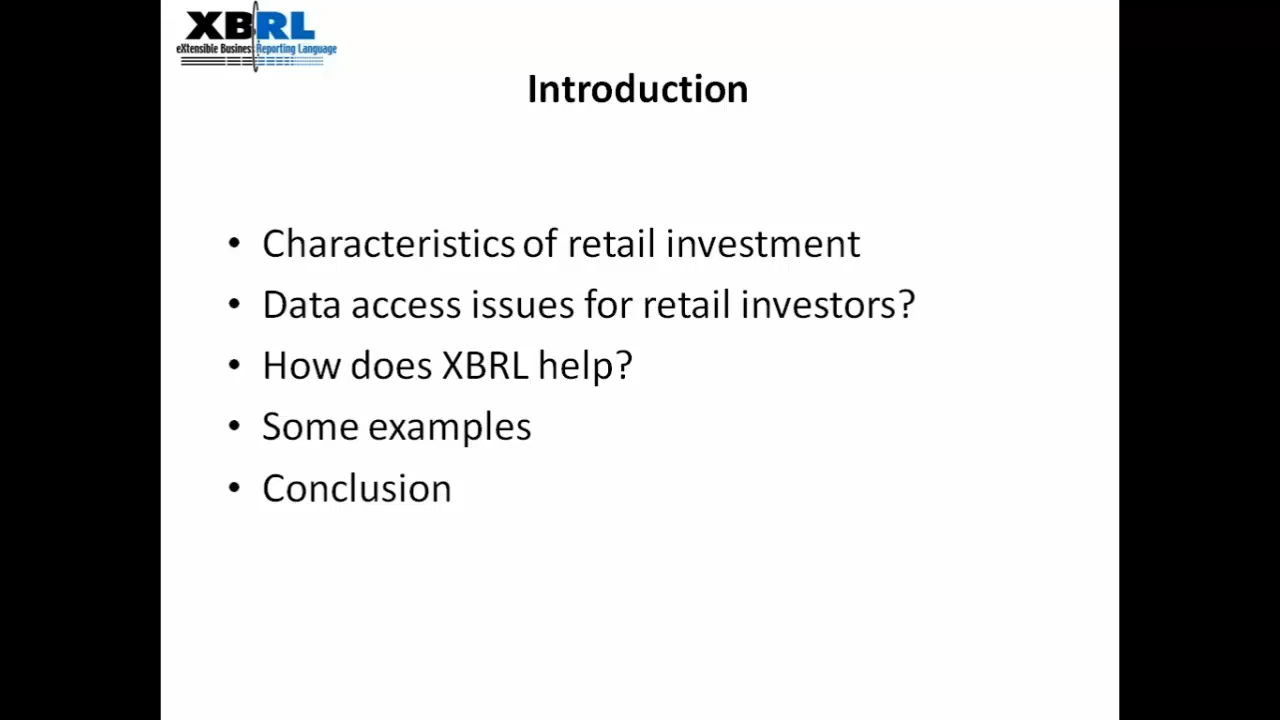 XBRL
eXtensible Business Reporting Language
Introduction
• Characteristics of retail investment
• Data access issues for retail investors?
• How does XBRL help?
• Some examples
• Conclusion